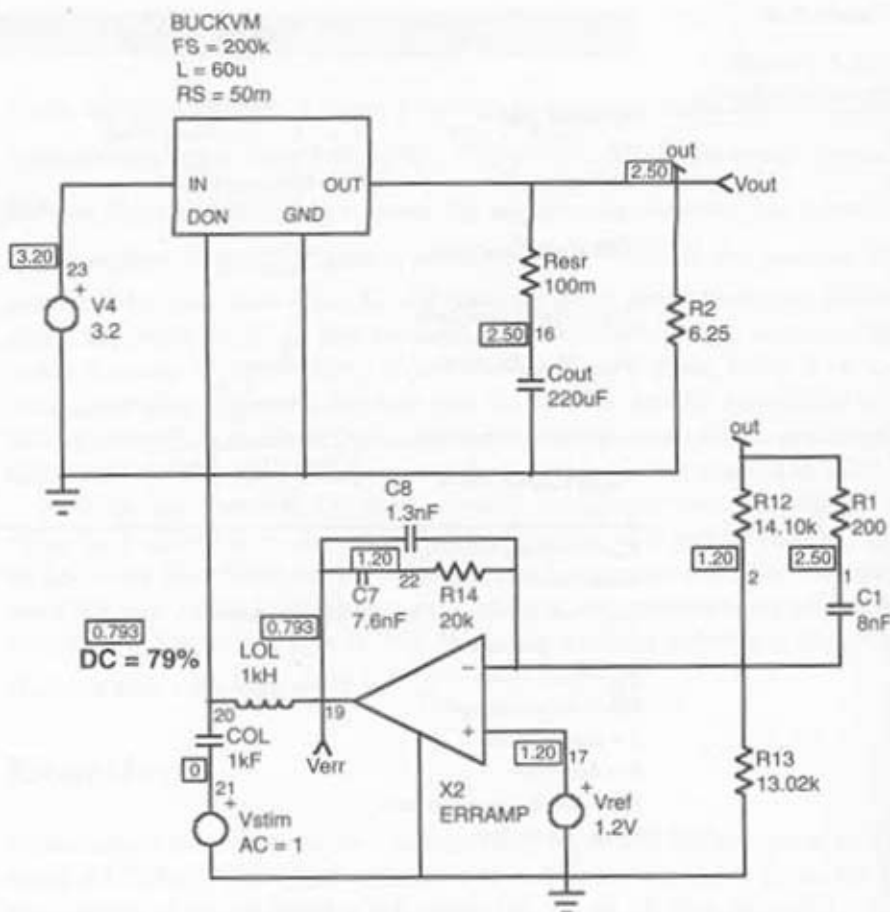 BUCKVM
FS = 200k
L = 60u
RS = 50m
IN
OUT
DON
GND
out
2.50
Vout
3.20
23
+
V4
3.2
Resr
100m
2.50
16
R2
6.25
Cout
220uF
out
C8
1.3nF
R12
14.10k
R1
200
1.20
22
1.20
2
2.50
1
C7
7.6nF
R14
20k
C1
8nF
0.793
DC = 79%
0.793
LOL
1kH
−
20
19
COL
1kF
Verr
+
1.20
17
0
21
+
Vstim
AC = 1
X2
ERRAMP
+
Vref
1.2V
R13
13.02k